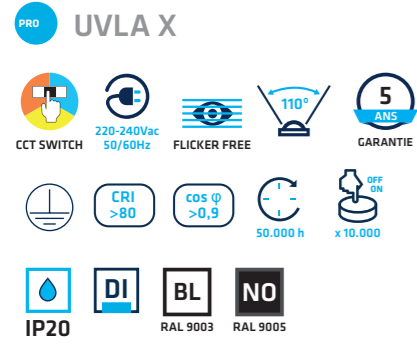 PRO
UVLA X
CCT SWITCH
220-240Vac
50/60Hz
FLICKER FREE
110°
5
ANS
GARANTIE
CRI
>80
cos φ
>0,9
50.000 h
OFF
ON
x 10.000
IP20
DI
BL
RAL 9003
NO
RAL 9005